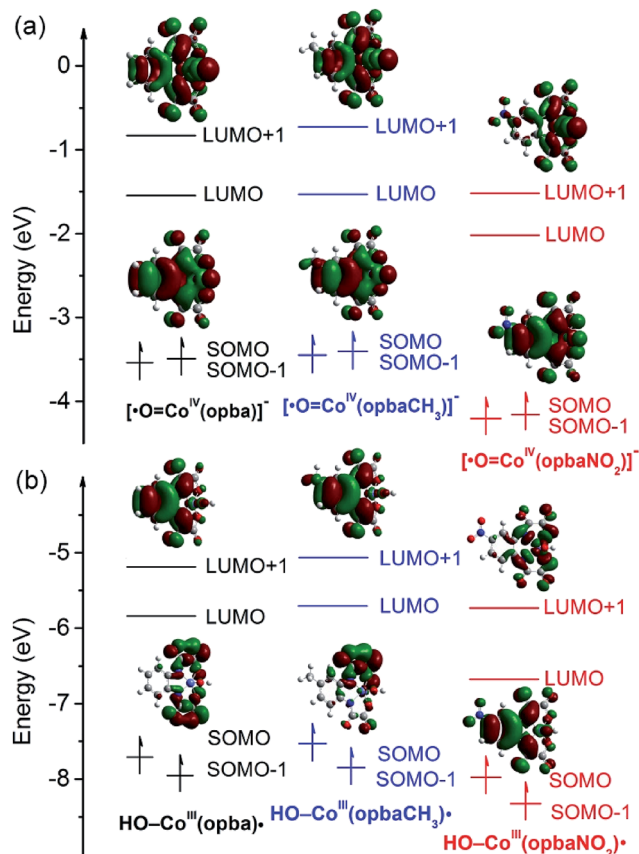 (a)
Energy (eV)
0
-1
-2
-3
-4
LUMO+1
LUMO
SOMO
SOMO-1
[•O=Co^IV(opba)]^-
LUMO+1
LUMO
SOMO
SOMO-1
[•O=Co^IV(opbaCH₃)]^-
LUMO+1
LUMO
SOMO
SOMO-1
[•O=Co^IV(opbaNO₂)]^-
(b)
Energy (eV)
-5
-6
-7
-8
LUMO+1
LUMO
SOMO
SOMO-1
HO–Co^III(opba)•
LUMO+1
LUMO
SOMO
SOMO-1
HO–Co^III(opbaCH₃)•
LUMO+1
LUMO
SOMO
SOMO-1
HO–Co^III(opbaNO₂)•